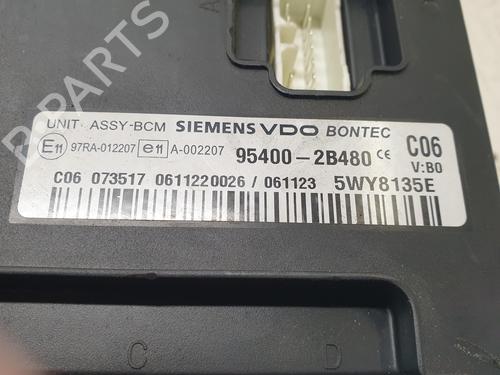 B-PARTS
A
UNIT ASSY-BCM SIEMENS VDO BONTEC
E11 97RA-012207 e11 A-002207 95400-2B480 CE C06
V:B0
C06 073517 0611220026 / 061123 5WY8135E
C D